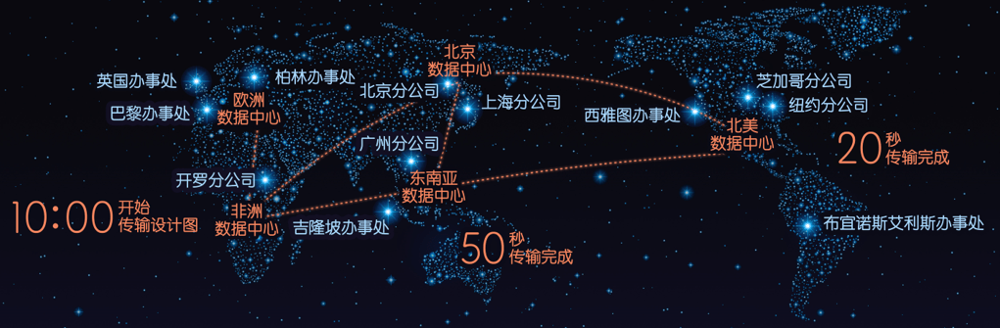 北京
数据中心
英国办事处
柏林办事处
北京分公司
芝加哥分公司
欧洲
数据中心
巴黎办事处
上海分公司
西雅图办事处
纽约分公司
北美
数据中心
广州分公司
20秒
传输完成
开罗分公司
东南亚
数据中心
10:00开始
传输设计图
非洲
数据中心
吉隆坡办事处
50秒
传输完成
布宜诺斯艾利斯办事处